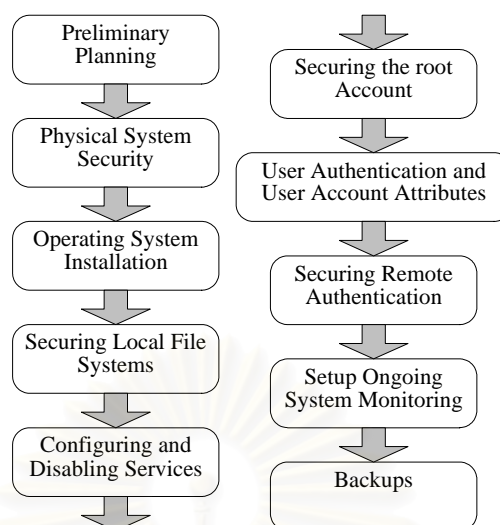 Preliminary
Planning
Physical System
Security
Operating System
Installation
Securing Local File
Systems
Configuring and
Disabling Services
Securing the root
Account
User Authentication and
User Account Attributes
Securing Remote
Authentication
Setup Ongoing
System Monitoring
Backups